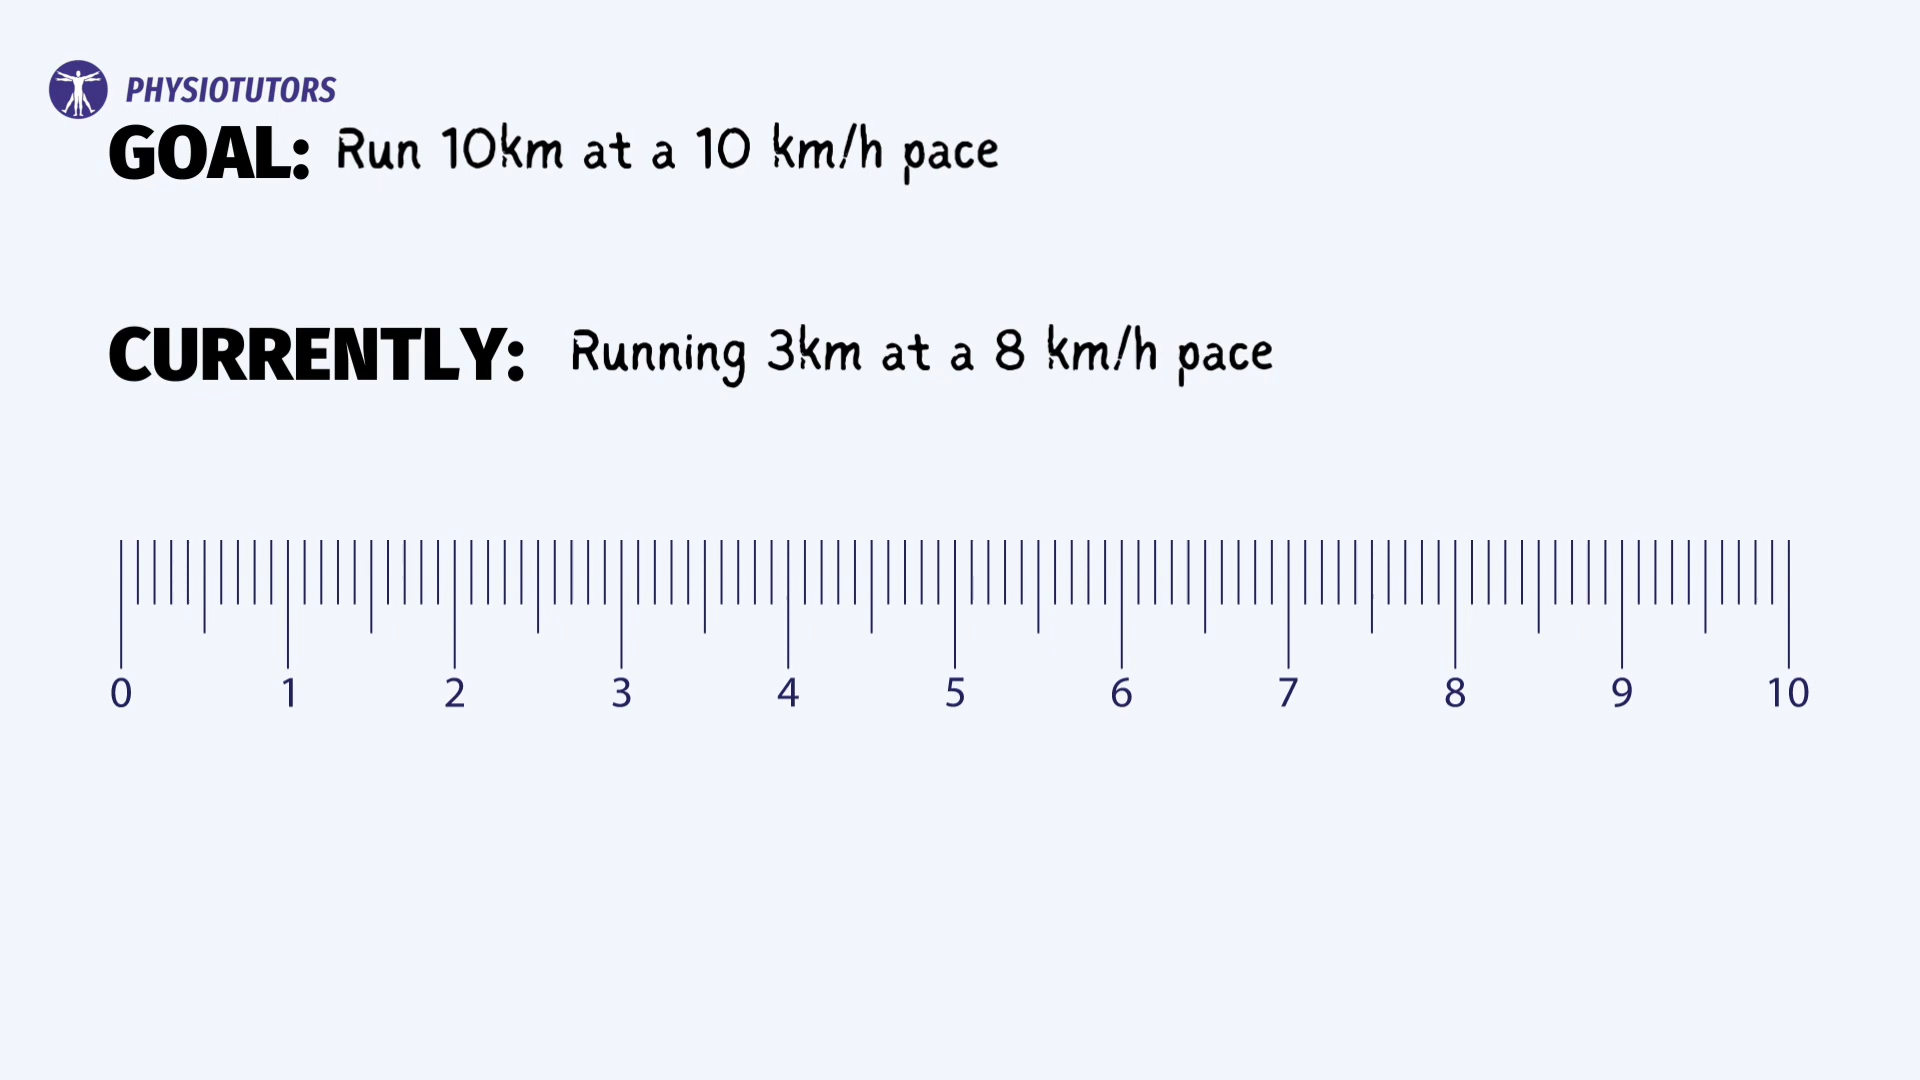 PHYSIOTUTORS
GOAL: Run 10km at a 10 km/h pace
CURRENTLY: Running 3km at a 8 km/h pace
0 1 2 3 4 5 6 7 8 9 10